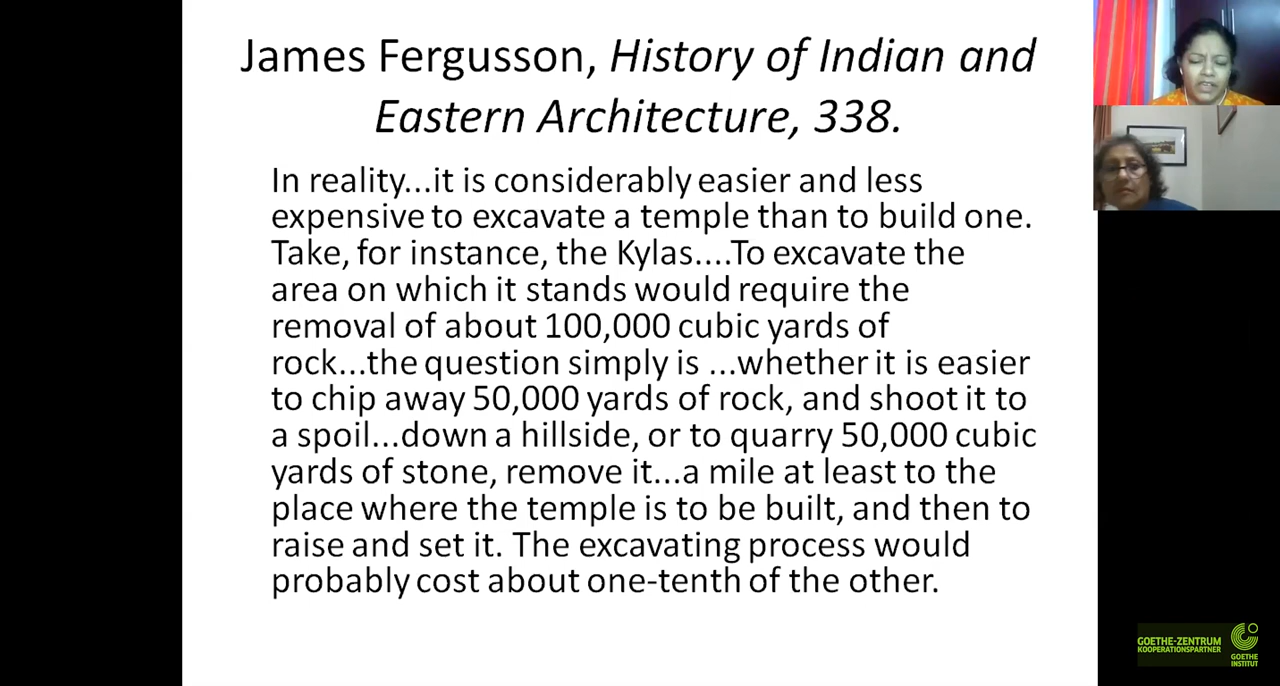 James Fergusson, History of Indian and
Eastern Architecture, 338.
In reality...it is considerably easier and less
expensive to excavate a temple than to build one.
Take, for instance, the Kylas....To excavate the
area on which it stands would require the
removal of about 100,000 cubic yards of
rock...the question simply is ...whether it is easier
to chip away 50,000 yards of rock, and shoot it to
a spoil...down a hillside, or to quarry 50,000 cubic
yards of stone, remove it...a mile at least to the
place where the temple is to be built, and then to
raise and set it. The excavating process would
probably cost about one-tenth of the other.
GOETHE-ZENTRUM
KOOPERATIONSPARTNER
GOETHE
INSTITUT